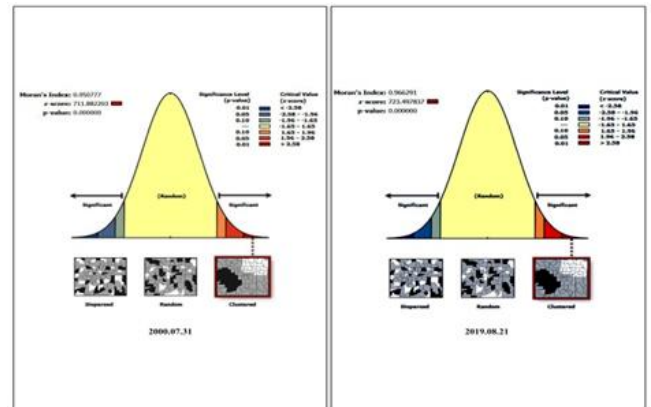 Moran's Index: 0.950777
z-score: 711.882203
p-value: 0.000000
Significance Level (p-value)
Critical Value (z-score)
0.01 < -2.58
0.05 -2.58 - -1.96
0.10 -1.96 - -1.65
--- -1.65 - 1.65
0.10 1.65 - 1.96
0.05 1.96 - 2.58
0.01 > 2.58
Significant
(Random)
Significant
Dispersed
Random
Clustered
2000.07.31
Moran's Index: 0.966291
z-score: 723.497837
p-value: 0.000000
Significance Level (p-value)
Critical Value (z-score)
0.01 < -2.58
0.05 -2.58 - -1.96
0.10 -1.96 - -1.65
--- -1.65 - 1.65
0.10 1.65 - 1.96
0.05 1.96 - 2.58
0.01 > 2.58
Significant
(Random)
Significant
Dispersed
Random
Clustered
2019.08.21